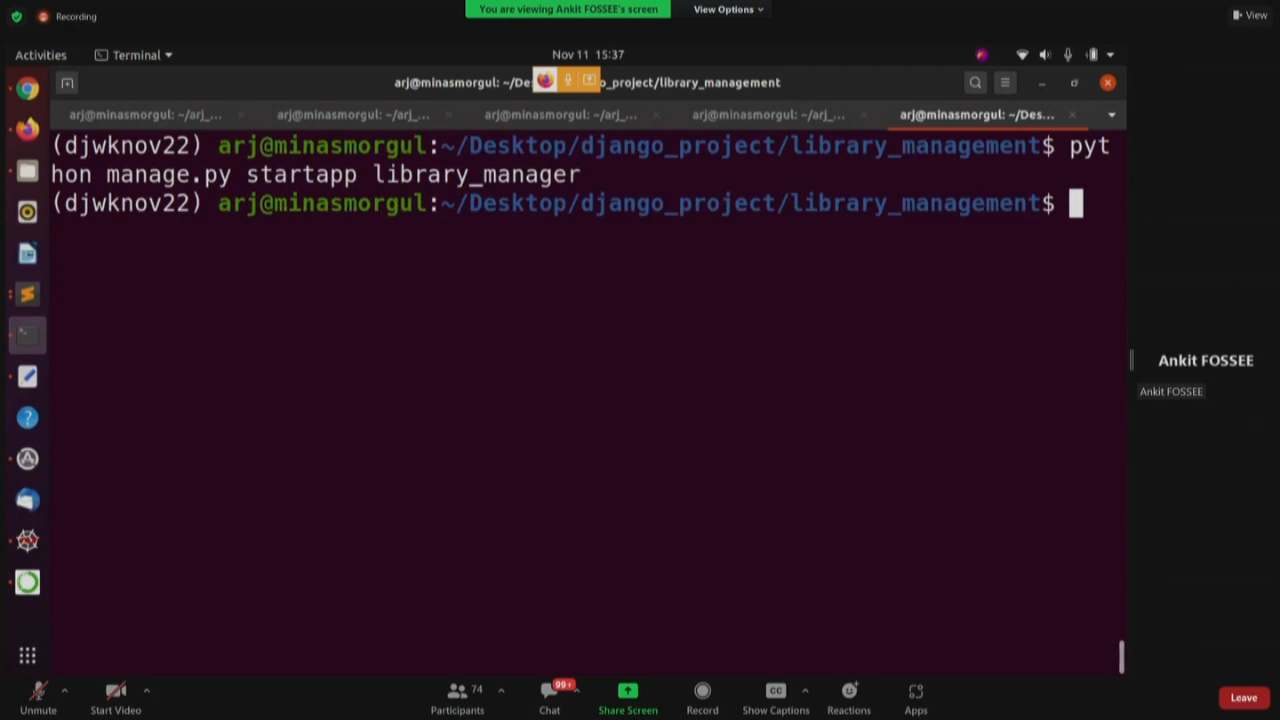 Recording
You are viewing Ankit FOSSEE's screen
View Options
View
Activities
Terminal
Nov 11 15:37
arj@minasmorgul: ~/De
o_project/library_management
arj@minasmorgul: ~/arj_...
arj@minasmorgul: ~/arj_...
arj@minasmorgul: ~/arj_...
arj@minasmorgul: ~/arj_...
arj@minasmorgul: ~/Des...
(djwknov22) arj@minasmorgul:~/Desktop/django_project/library_management$ pyt
hon manage.py startapp library_manager
(djwknov22) arj@minasmorgul:~/Desktop/django_project/library_management$
Ankit FOSSEE
Ankit FOSSEE
Unmute
Start Video
74
Participants
99+
Chat
Share Screen
Record
CC
Show Captions
Reactions
Apps
Leave